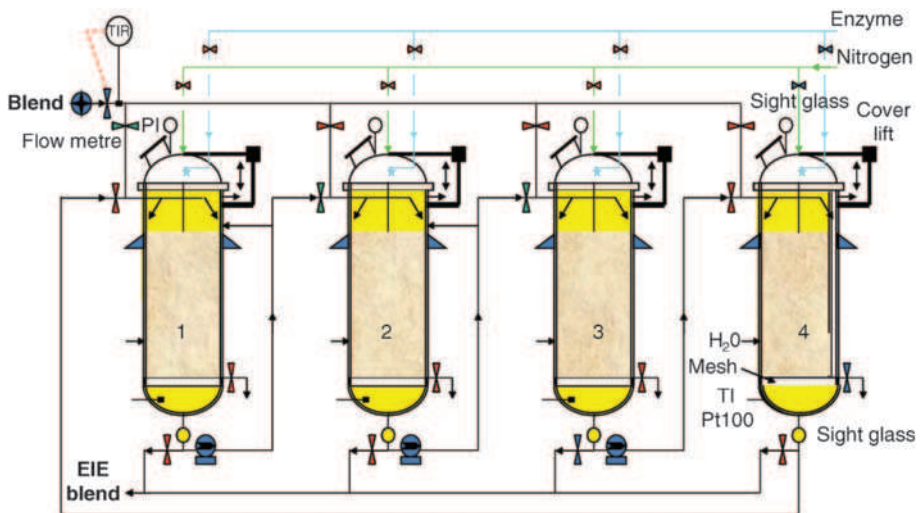 Enzyme
TIR
Nitrogen
Blend
Sight glass
Cover
lift
Flow metre
PI
1
2
3
4
H₂0
Mesh
TI
Pt100
Sight glass
EIE
blend